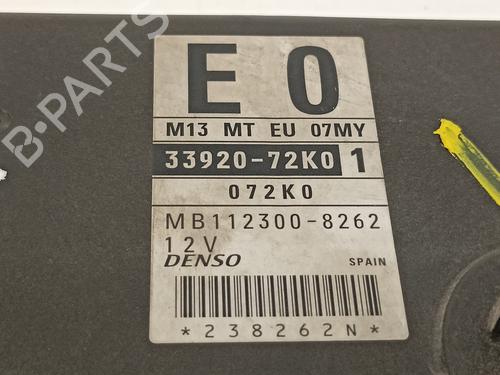 E 0
M13 MT EU 07MY
33920-72K0 1
072K0
MB112300-8262
12V
DENSO SPAIN
*238262N*
B-PARTS